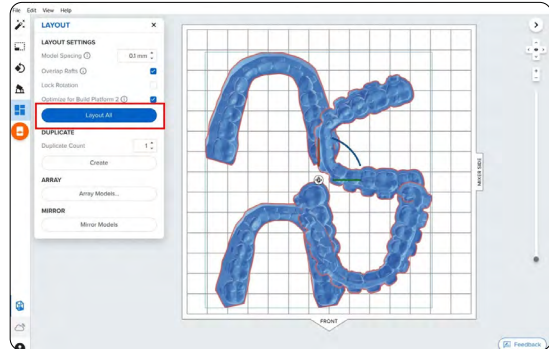 File Edit View Help
LAYOUT
LAYOUT SETTINGS
Model Spacing 0.1 mm
Overlap Rafts
Lock Rotation
Optimize for Build Platform 2
Layout All
DUPLICATE
Duplicate Count 1
Create
ARRAY
Array Models...
MIRROR
Mirror Models
MIXER SIDE
FRONT
Feedback